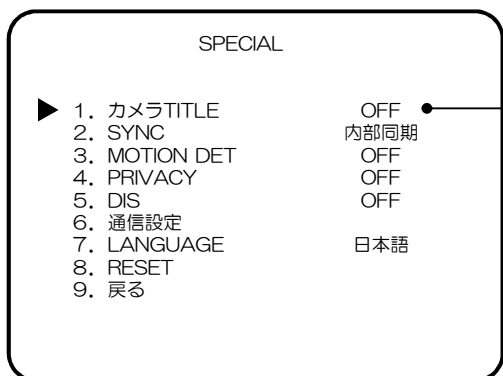 SPECIAL
1. カメラTITLE OFF
2. SYNC 内部同期
3. MOTION DET OFF
4. PRIVACY OFF
5. DIS OFF
6. 通信設定
7. LANGUAGE 日本語
8. RESET
9. 戻る